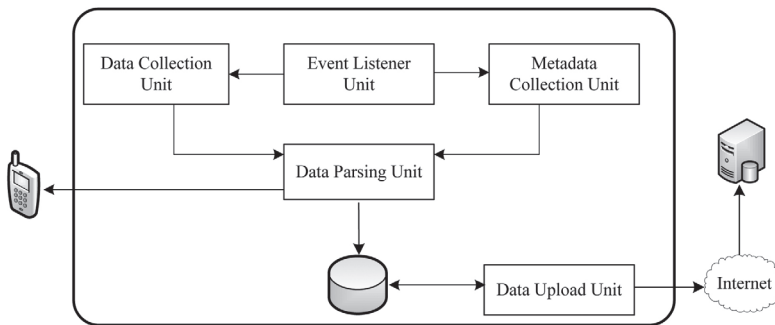 Data Collection
Unit
Event Listener
Unit
Metadata
Collection Unit
Data Parsing Unit
Data Upload Unit
Internet